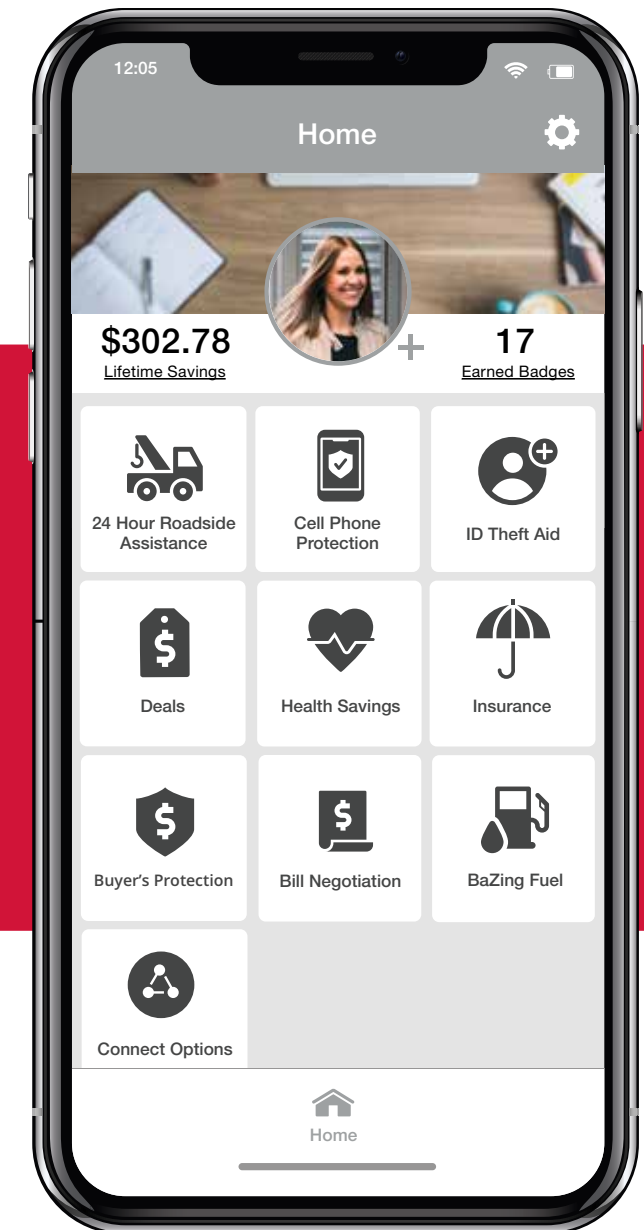 12:05
Home
$302.78
Lifetime Savings
17
Earned Badges
24 Hour Roadside
Assistance
Cell Phone
Protection
ID Theft Aid
Deals
Health Savings
Insurance
Buyer's Protection
Bill Negotiation
BaZing Fuel
Connect Options
Home